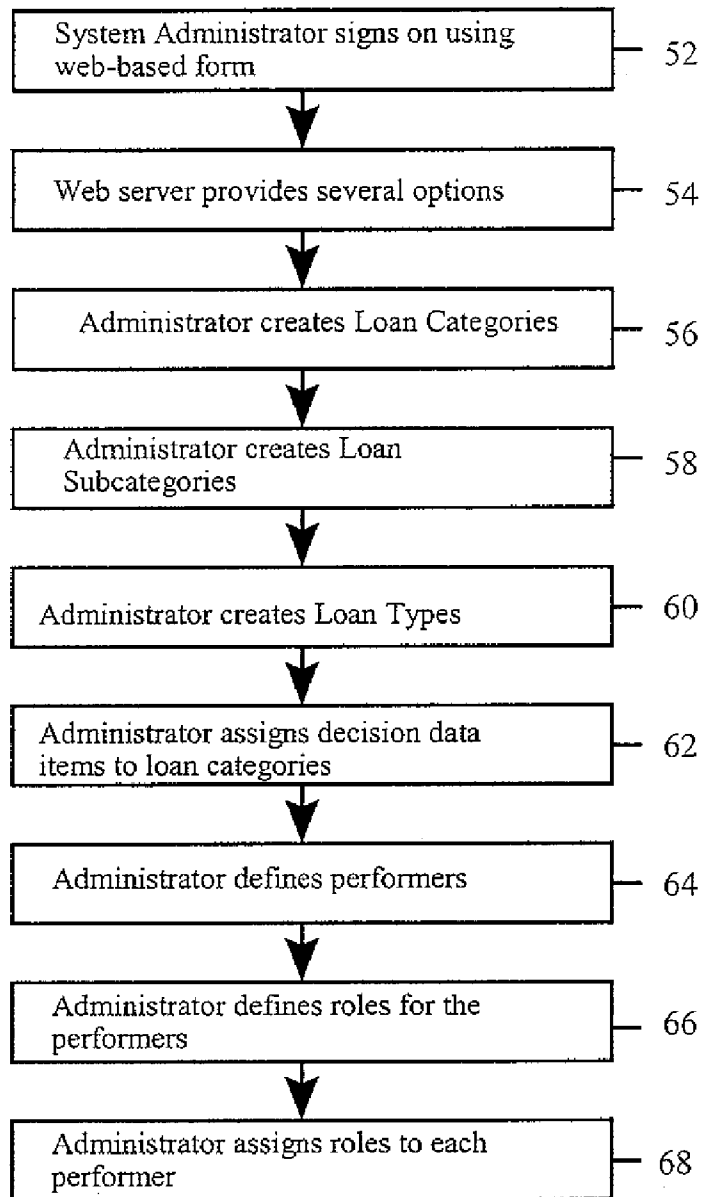 System Administrator signs on using
web-based form
52
Web server provides several options
54
Administrator creates Loan Categories
56
Administrator creates Loan
Subcategories
58
Administrator creates Loan Types
60
Administrator assigns decision data
items to loan categories
62
Administrator defines performers
64
Administrator defines roles for the
performers
66
Administrator assigns roles to each
performer
68